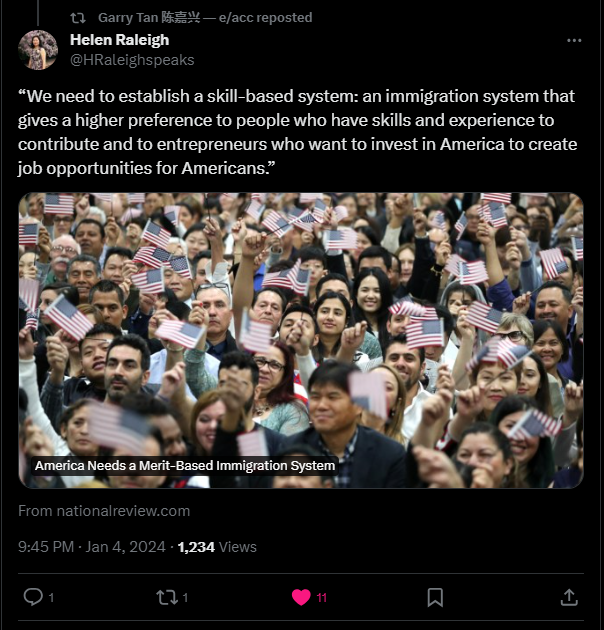 Garry Tan 陈嘉兴 — e/acc reposted
Helen Raleigh
@HRaleighspeaks
“We need to establish a skill-based system: an immigration system that
gives a higher preference to people who have skills and experience to
contribute and to entrepreneurs who want to invest in America to create
job opportunities for Americans.”
America Needs a Merit-Based Immigration System
From nationalreview.com
9:45 PM · Jan 4, 2024 · 1,234 Views
1 1 11